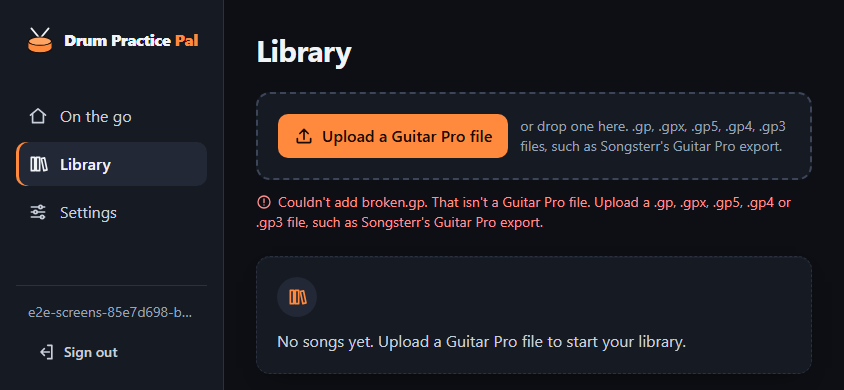 Drum Practice Pal
On the go
Library
Settings
e2e-screens-85e7d698-b...
Sign out
Library
Upload a Guitar Pro file
or drop one here. .gp, .gpx, .gp5, .gp4, .gp3
files, such as Songsterr's Guitar Pro export.
Couldn't add broken.gp. That isn't a Guitar Pro file. Upload a .gp, .gpx, .gp5, .gp4 or
.gp3 file, such as Songsterr's Guitar Pro export.
No songs yet. Upload a Guitar Pro file to start your library.